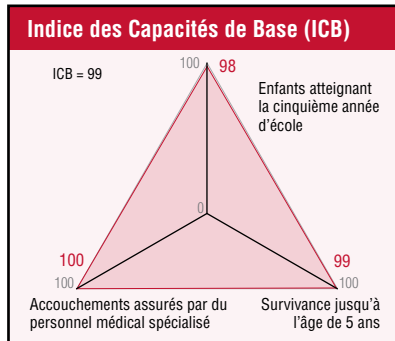 Indice des Capacités de Base (ICB)
ICB = 99
100
98
Enfants atteignant
la cinquième année
d'école
0
100
100
99
100
Accouchements assurés par du
personnel médical spécialisé
Survivance jusqu'à
l'âge de 5 ans